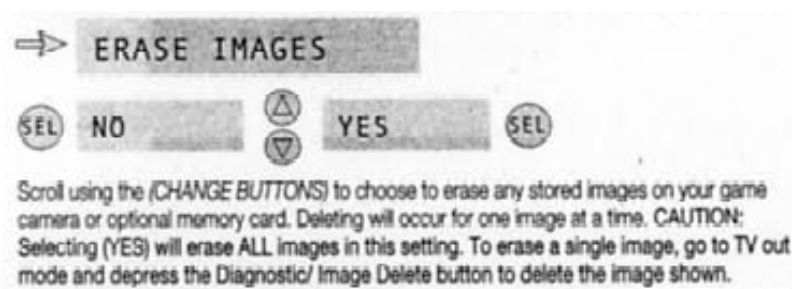 ERASE IMAGES
SEL NO YES SEL
Scroll using the (CHANGE BUTTONS) to choose to erase any stored images on your game
camera or optional memory card. Deleting will occur for one image at a time. CAUTION:
Selecting (YES) will erase ALL images in this setting. To erase a single image, go to TV out
mode and depress the Diagnostic/ Image Delete button to delete the image shown.